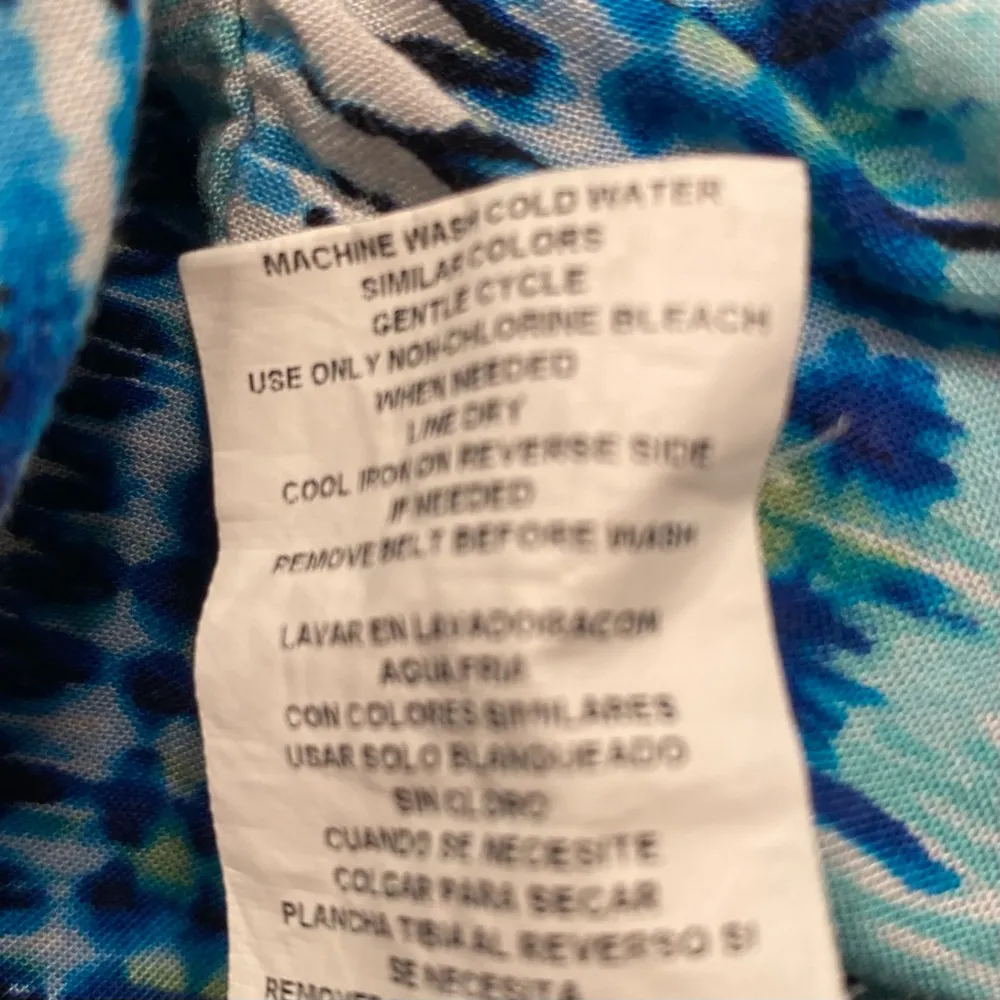 MACHINE WASH COLD WATER
SIMILAR COLORS
GENTLE CYCLE
USE ONLY NON-CHLORINE BLEACH
WHEN NEEDED
LINE DRY
COOL IRON ON REVERSE SIDE
IF NEEDED
REMOVE BELT BEFORE WASH
LAVAR EN LAVADORA CON
AGUA FRIA
CON COLORES SIMILARES
USAR SOLO BLANQUEADO
SIN CLORO
CUANDO SE NECESITE
COLGAR PARA SECAR
PLANCHA TIBIA AL REVERSO SI
SE NECESITA